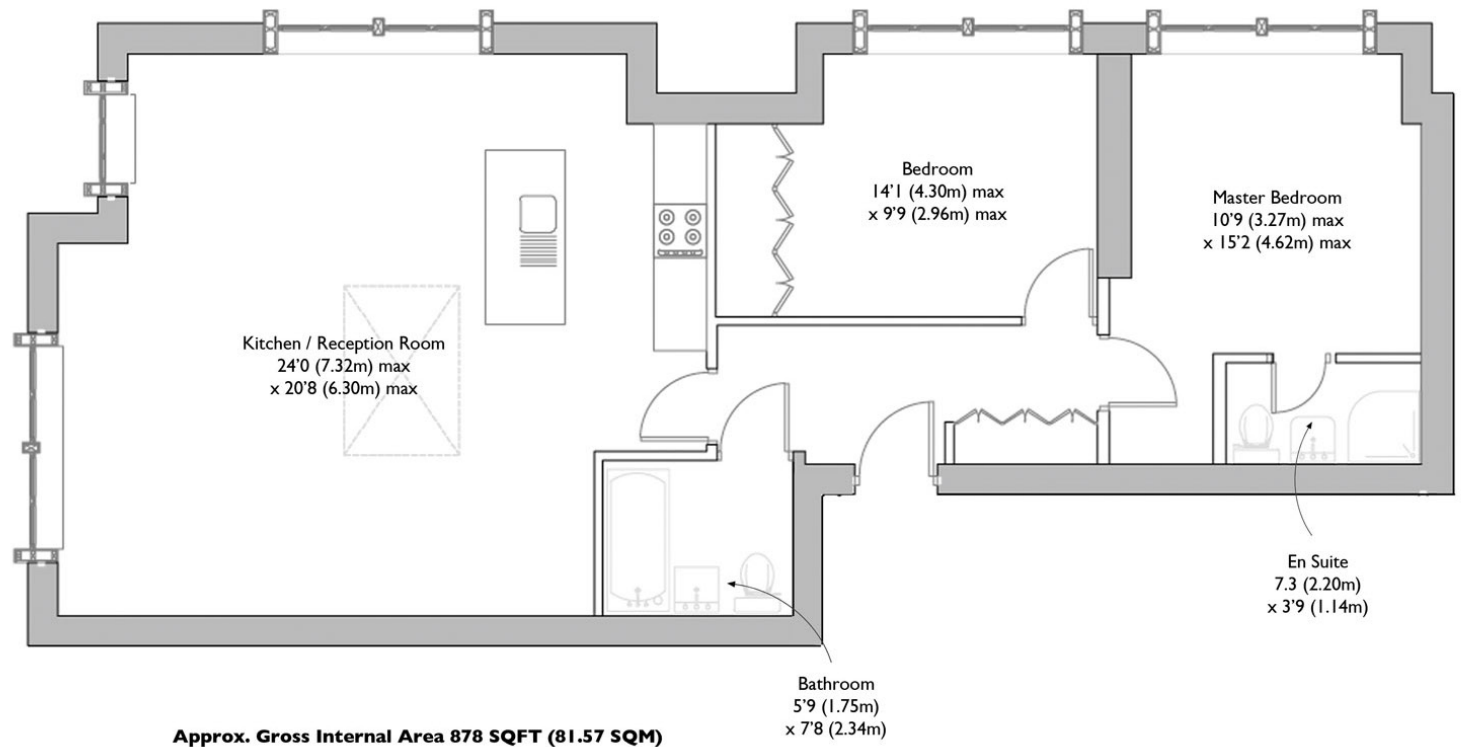 Bedroom
14'1 (4.30m) max
x 9'9 (2.96m) max
Master Bedroom
10'9 (3.27m) max
x 15'2 (4.62m) max
Kitchen / Reception Room
24'0 (7.32m) max
x 20'8 (6.30m) max
En Suite
7.3 (2.20m)
x 3'9 (1.14m)
Bathroom
5'9 (1.75m)
x 7'8 (2.34m)
Approx. Gross Internal Area 878 SQFT (81.57 SQM)